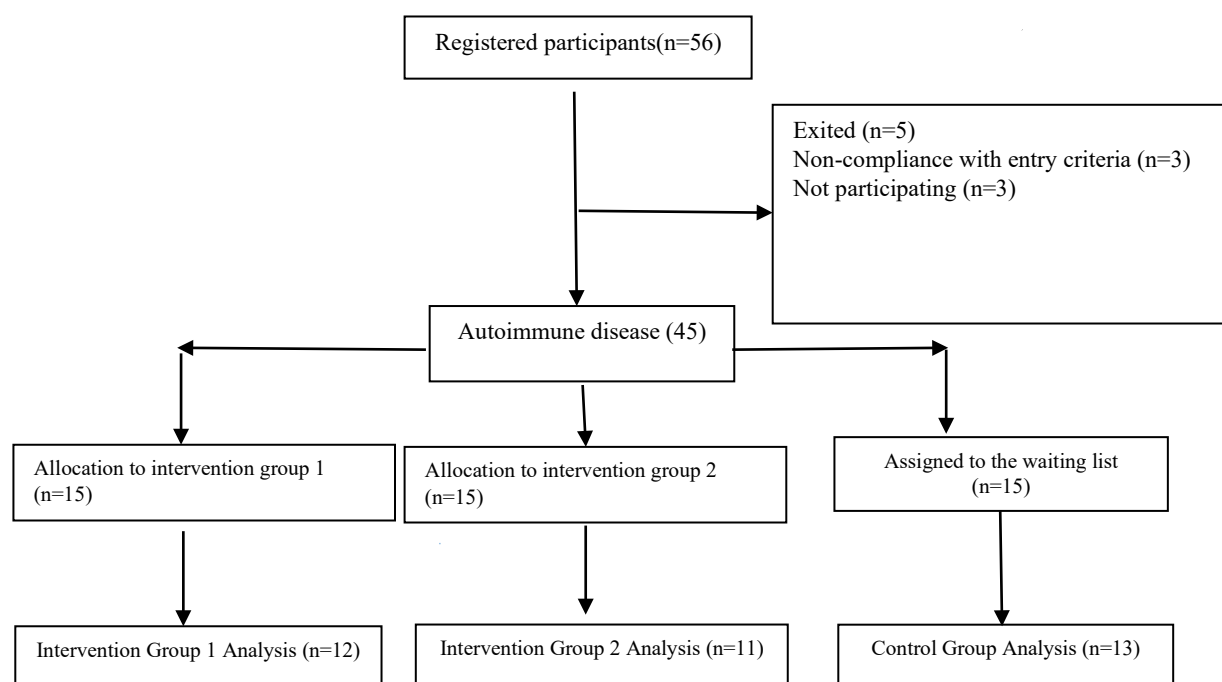 Registered participants(n=56)
Exited (n=5)
Non-compliance with entry criteria (n=3)
Not participating (n=3)
Autoimmune disease (45)
Allocation to intervention group 1
(n=15)
Allocation to intervention group 2
(n=15)
Assigned to the waiting list
(n=15)
Intervention Group 1 Analysis (n=12)
Intervention Group 2 Analysis (n=11)
Control Group Analysis (n=13)